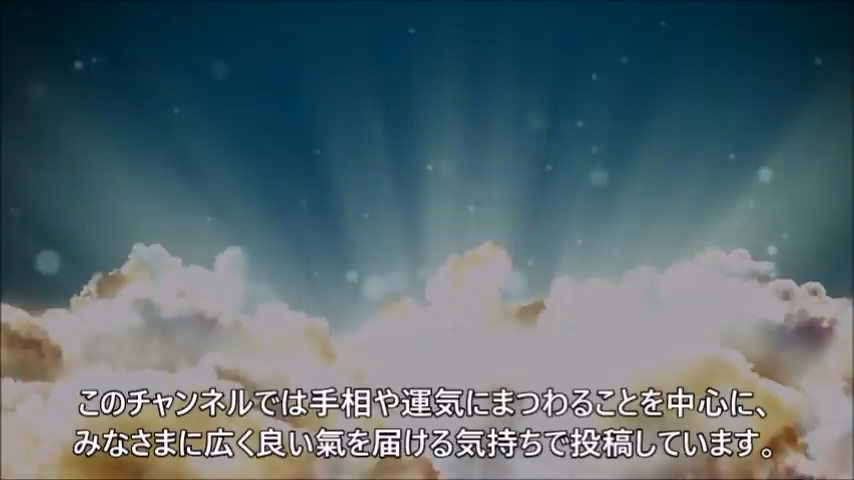 このチャンネルでは手相や運気にまつわることを中心に、
みなさまに広く良い氣を届ける気持ちで投稿しています。